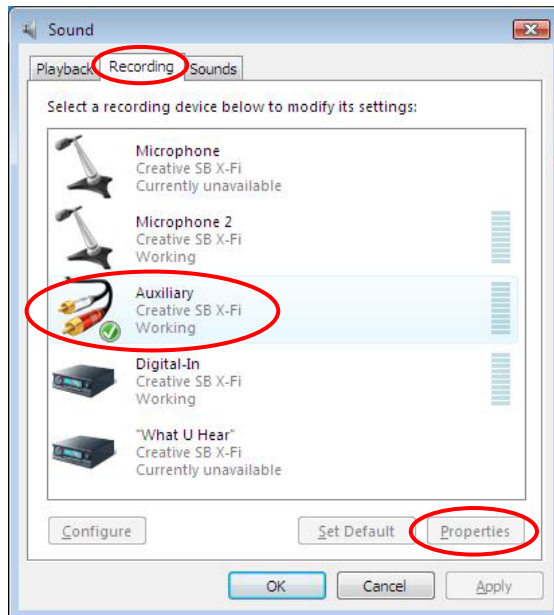 Sound
Playback Recording Sounds
Select a recording device below to modify its settings:
Microphone
Creative SB X-Fi
Currently unavailable
Microphone 2
Creative SB X-Fi
Working
Auxiliary
Creative SB X-Fi
Working
Digital-In
Creative SB X-Fi
Working
"What U Hear"
Creative SB X-Fi
Currently unavailable
Configure Set Default Properties
OK Cancel Apply